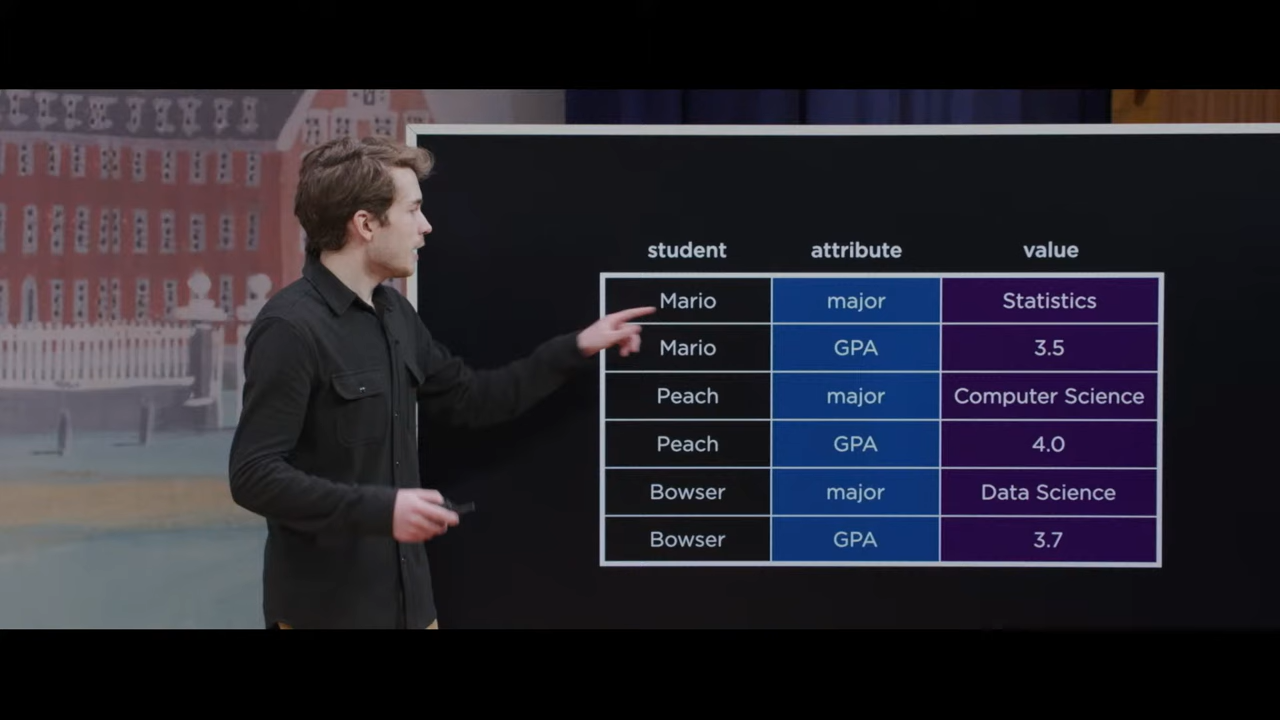 student attribute value
Mario major Statistics
Mario GPA 3.5
Peach major Computer Science
Peach GPA 4.0
Bowser major Data Science
Bowser GPA 3.7